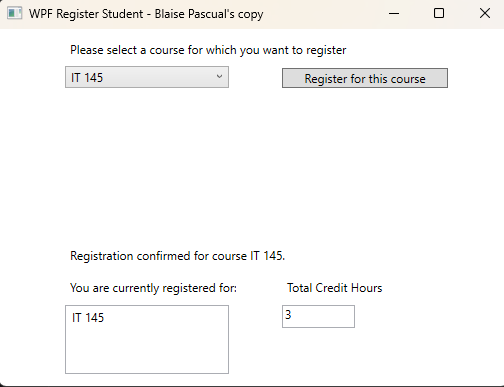 WPF Register Student - Blaise Pascual's copy
Please select a course for which you want to register
IT 145
Register for this course
Registration confirmed for course IT 145.
You are currently registered for:
Total Credit Hours
IT 145
3